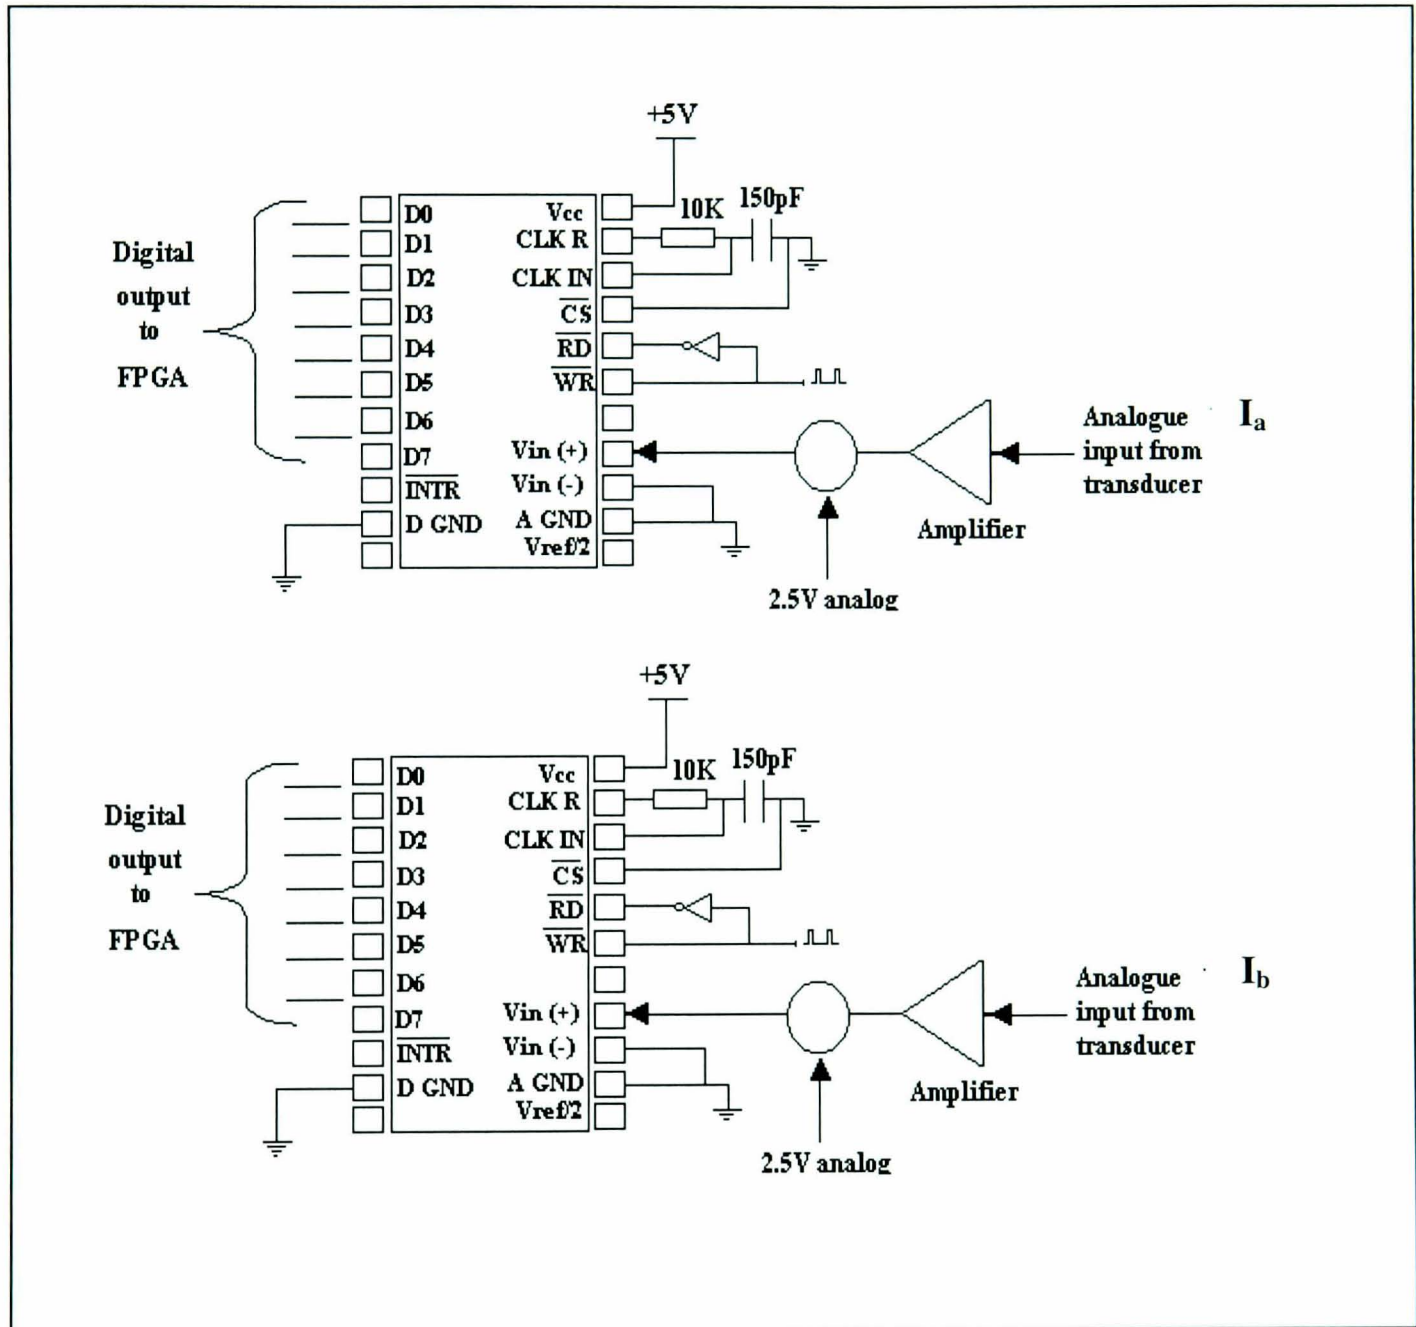 +5V
10K
150pF
Digital
output
to
FPGA
D0
D1
D2
D3
D4
D5
D6
D7
INTR
D GND
Vcc
CLK R
CLK IN
CS
RD
WR
Vin (+)
Vin (-)
A GND
Vref/2
Analogue
input from
transducer
Ia
Amplifier
2.5V analog
+5V
10K
150pF
Digital
output
to
FPGA
D0
D1
D2
D3
D4
D5
D6
D7
INTR
D GND
Vcc
CLK R
CLK IN
CS
RD
WR
Vin (+)
Vin (-)
A GND
Vref/2
Analogue
input from
transducer
Ib
Amplifier
2.5V analog